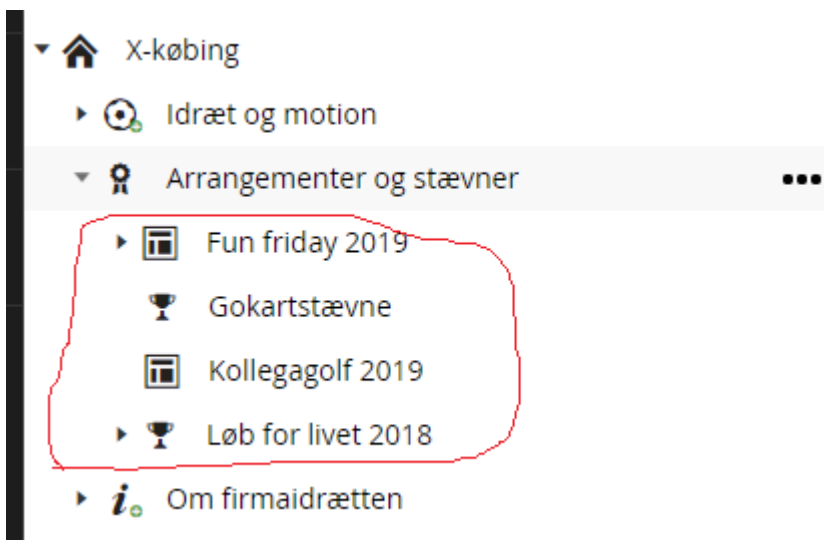 X-købing
Idræt og motion
Arrangementer og stævner
Fun friday 2019
Gokartstævne
Kollegagolf 2019
Løb for livet 2018
Om firmaidrætten